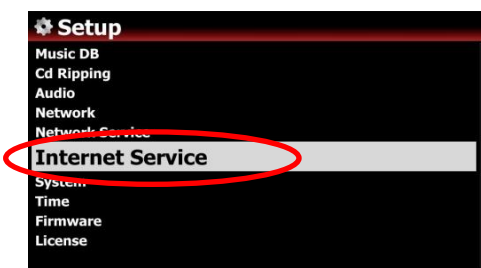 Setup
Music DB
Cd Ripping
Audio
Network
Network Service
Internet Service
System
Time
Firmware
License